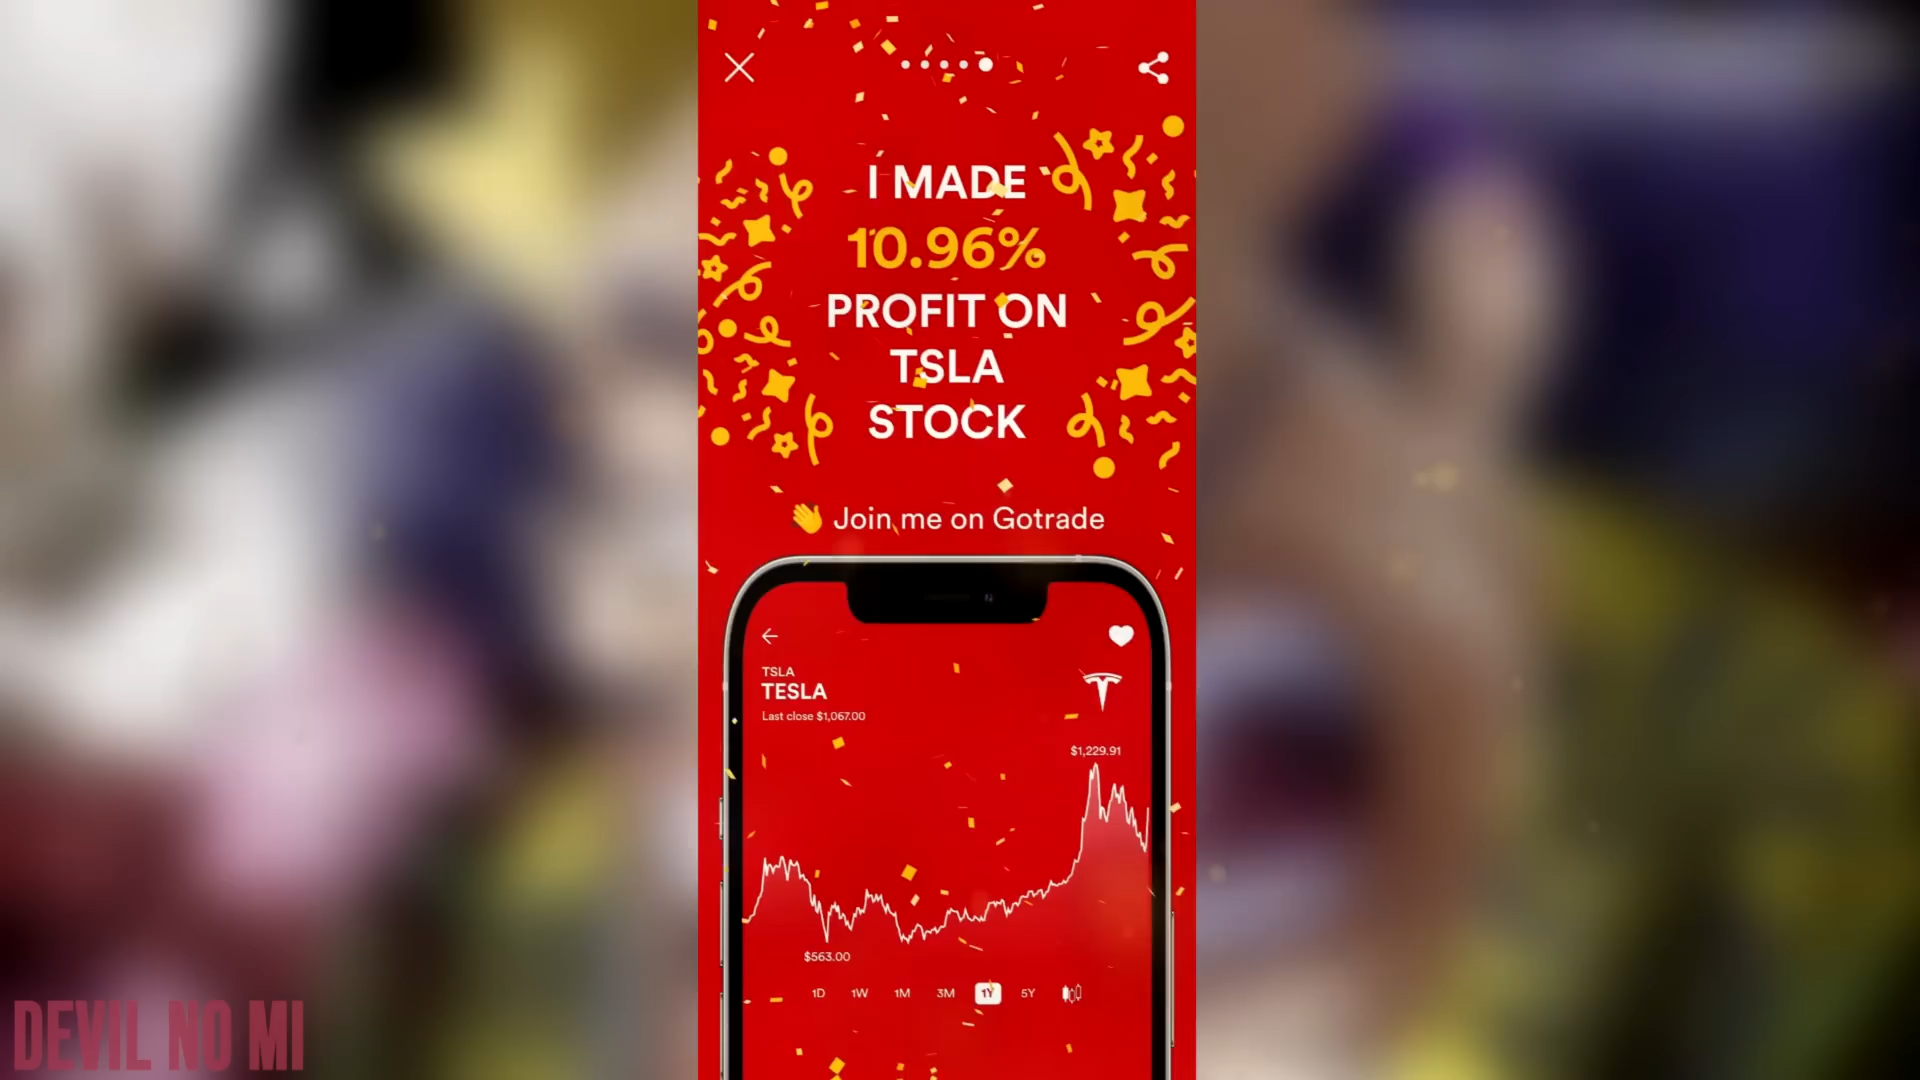 I MADE
10.96%
PROFIT ON
TSLA
STOCK
👋 Join me on Gotrade
TSLA
TESLA
Last close $1,067.00
$1,229.91
$563.00
1D 1W 1M 3M 1Y 5Y
DEVIL NO MI